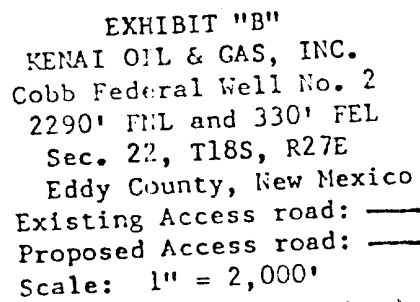 EXHIBIT "B"
KENAI OIL & GAS, INC.
Cobb Federal Well No. 2
2290' FNL and 330' FEL
Sec. 22, T18S, R27E
Eddy County, New Mexico
Existing Access road:
Proposed Access road:
Scale: 1" = 2,000'